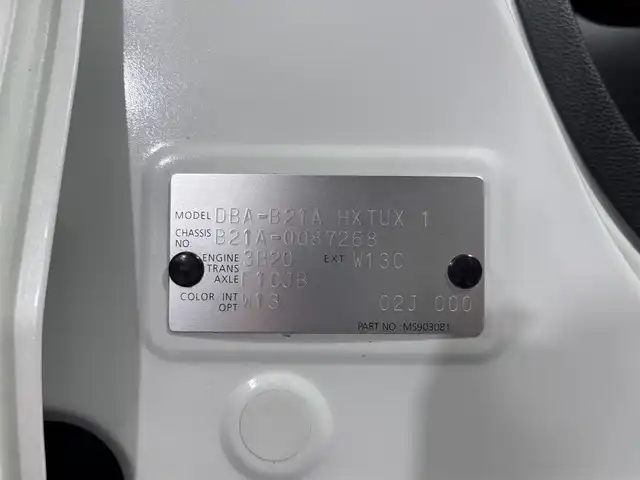 MODEL DBA-B21A HXTUX 1
CHASSIS NO. B21A-0087268
ENGINE 3B20 EXT W13C
TRANS AXLE F1CJB
COLOR INT OPT W13 02J 000
PART NO MS903081